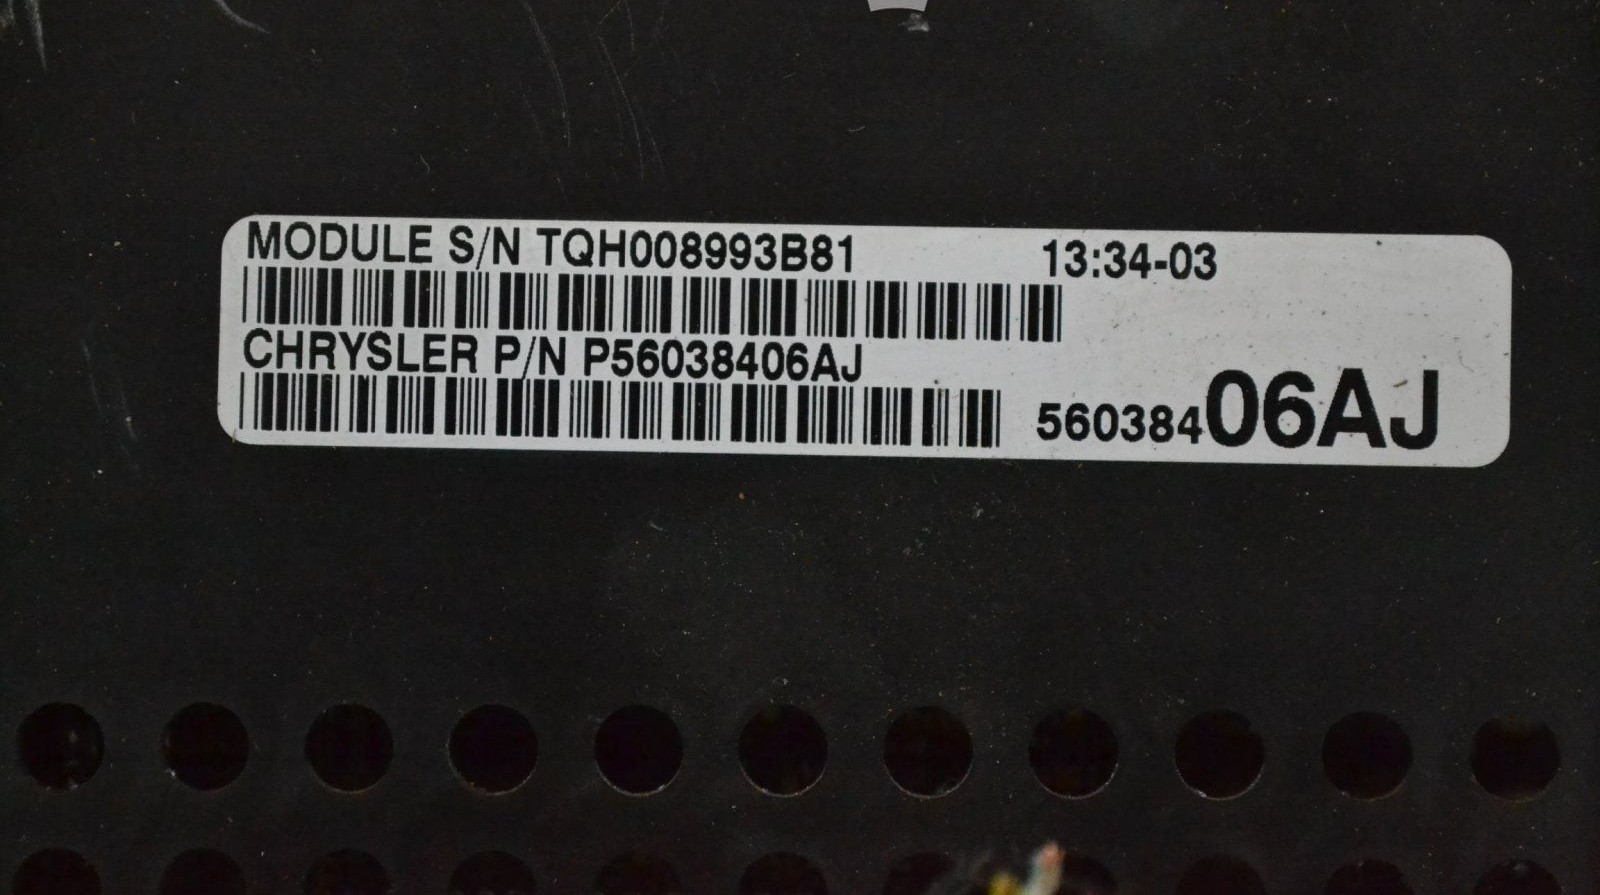 MODULE S/N TQH008993B81 13:34-03
CHRYSLER P/N P56038406AJ
56038406AJ